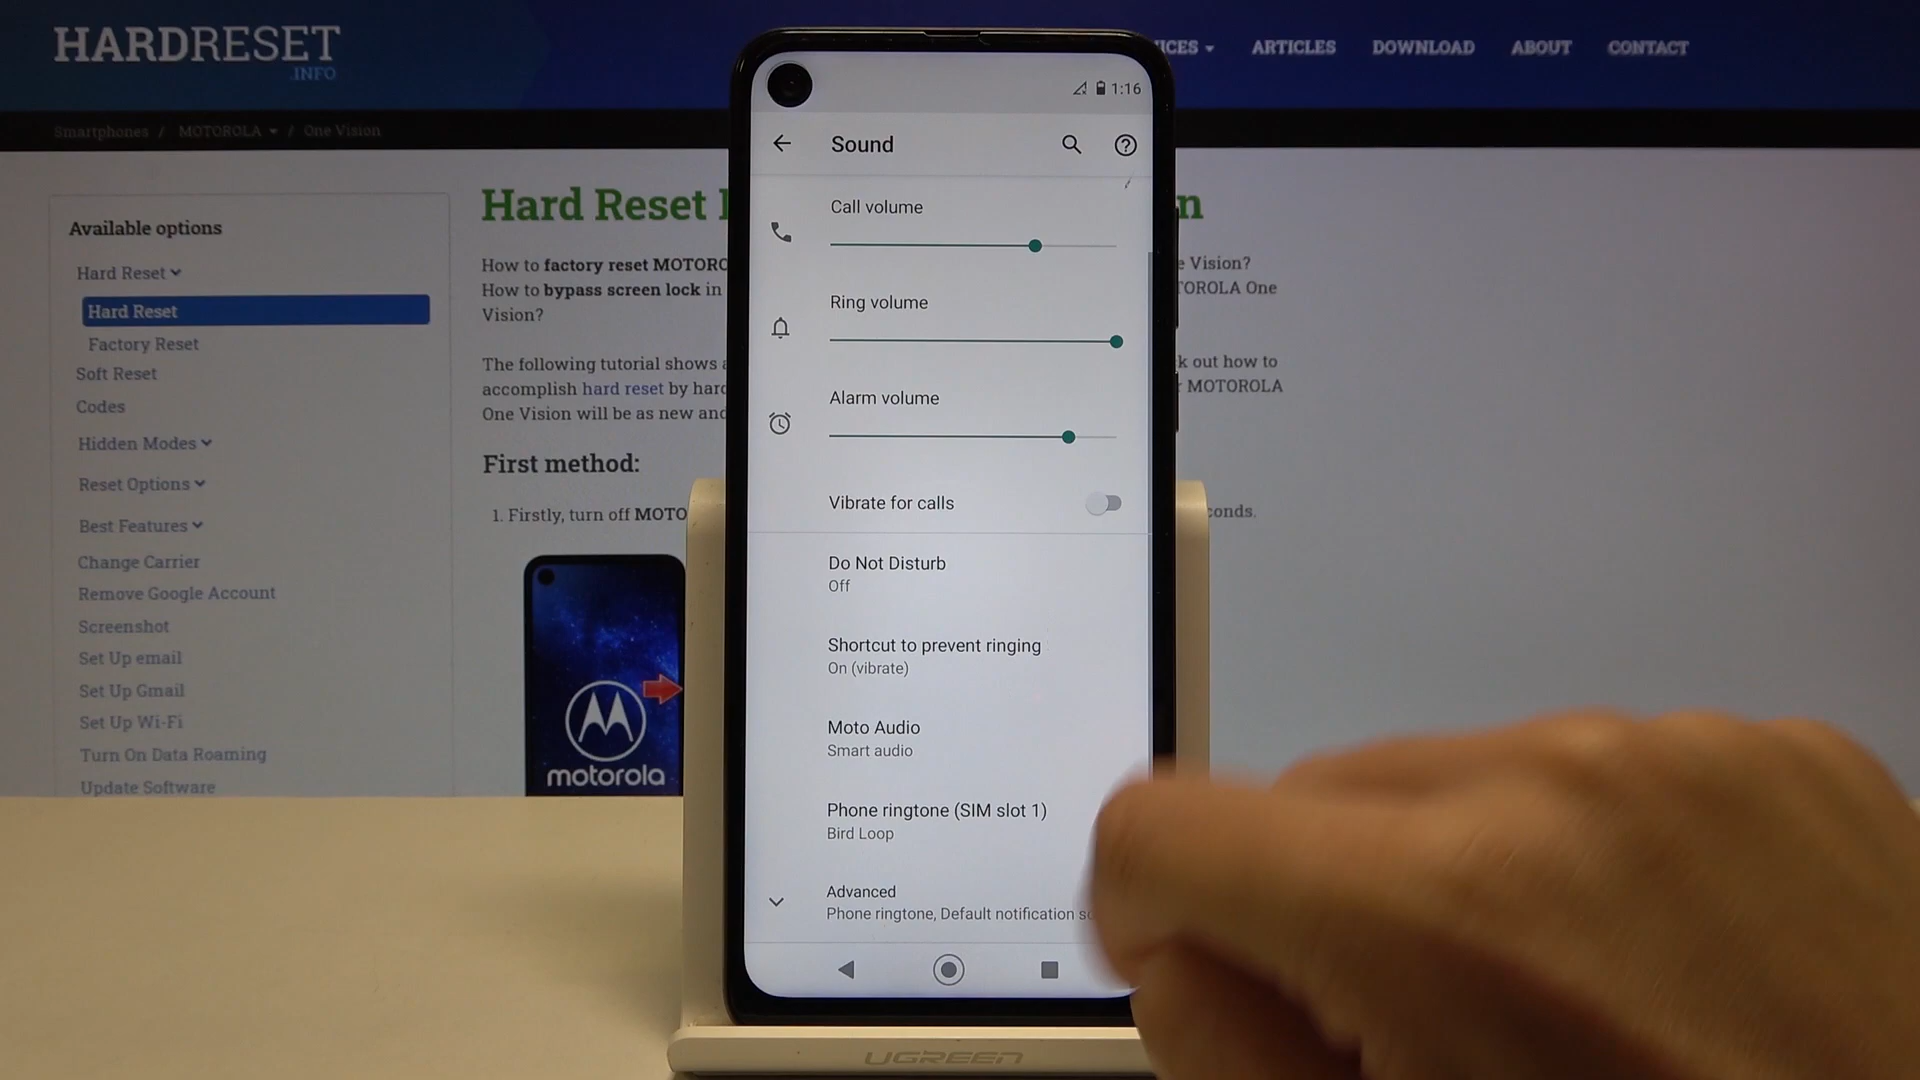 HARDRESET
.INFO
ARTICLES
DOWNLOAD
ABOUT
CONTACT
Smartphones / MOTOROLA / One Vision
Available options
Hard Reset
Hard Reset
Factory Reset
Soft Reset
Codes
Hidden Modes
Reset Options
Best Features
Change Carrier
Remove Google Account
Screenshot
Set Up email
Set Up Gmail
Set Up Wi-Fi
Turn On Data Roaming
Update Software
Hard Reset
How to factory reset
How to bypass screen lock in
Vision?
The following tutorial shows
accomplish hard reset by
One Vision will be as new
First method:
1. Firstly, turn off
motorola
Vision?
One
out how to
MOTOROLA
1:16
Sound
Call volume
Ring volume
Alarm volume
Vibrate for calls
Do Not Disturb
Off
Shortcut to prevent ringing
On (vibrate)
Moto Audio
Smart audio
Phone ringtone (SIM slot 1)
Bird Loop
Advanced
Phone ringtone, Default notification
UGREEN